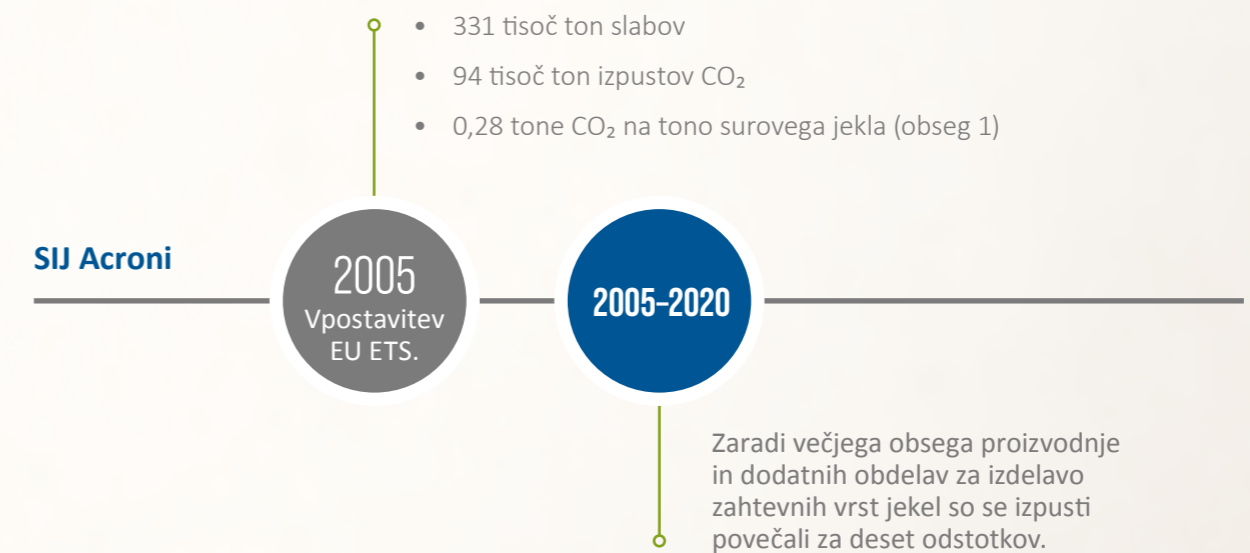 • 331 tisoč ton slabov
• 94 tisoč ton izpustov CO₂
• 0,28 tone CO₂ na tono surovega jekla (obseg 1)
SIJ Acroni
2005
Vpostavitev
EU ETS.
2005–2020
Zaradi večjega obsega proizvodnje
in dodatnih obdelav za izdelavo
zahtevnih vrst jekel so se izpusti
povečali za deset odstotkov.